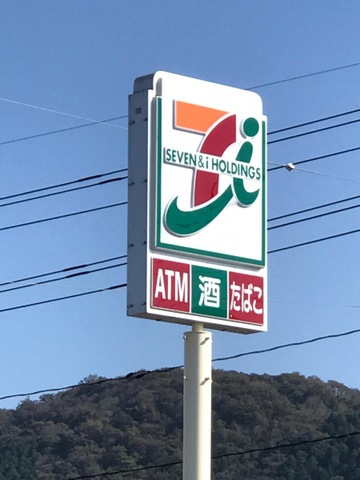 SEVEN & i HOLDINGS
ATM 酒 たばこ